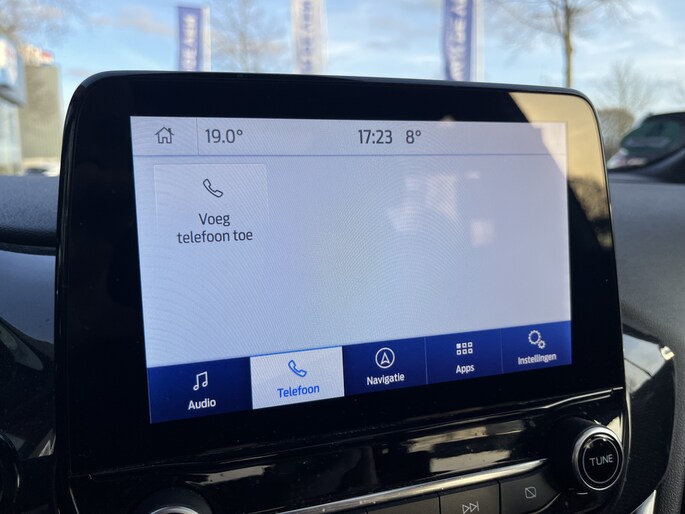 19.0° 17:23 8°
Voeg
telefoon toe
Audio Telefoon Navigatie Apps Instellingen
TUNE